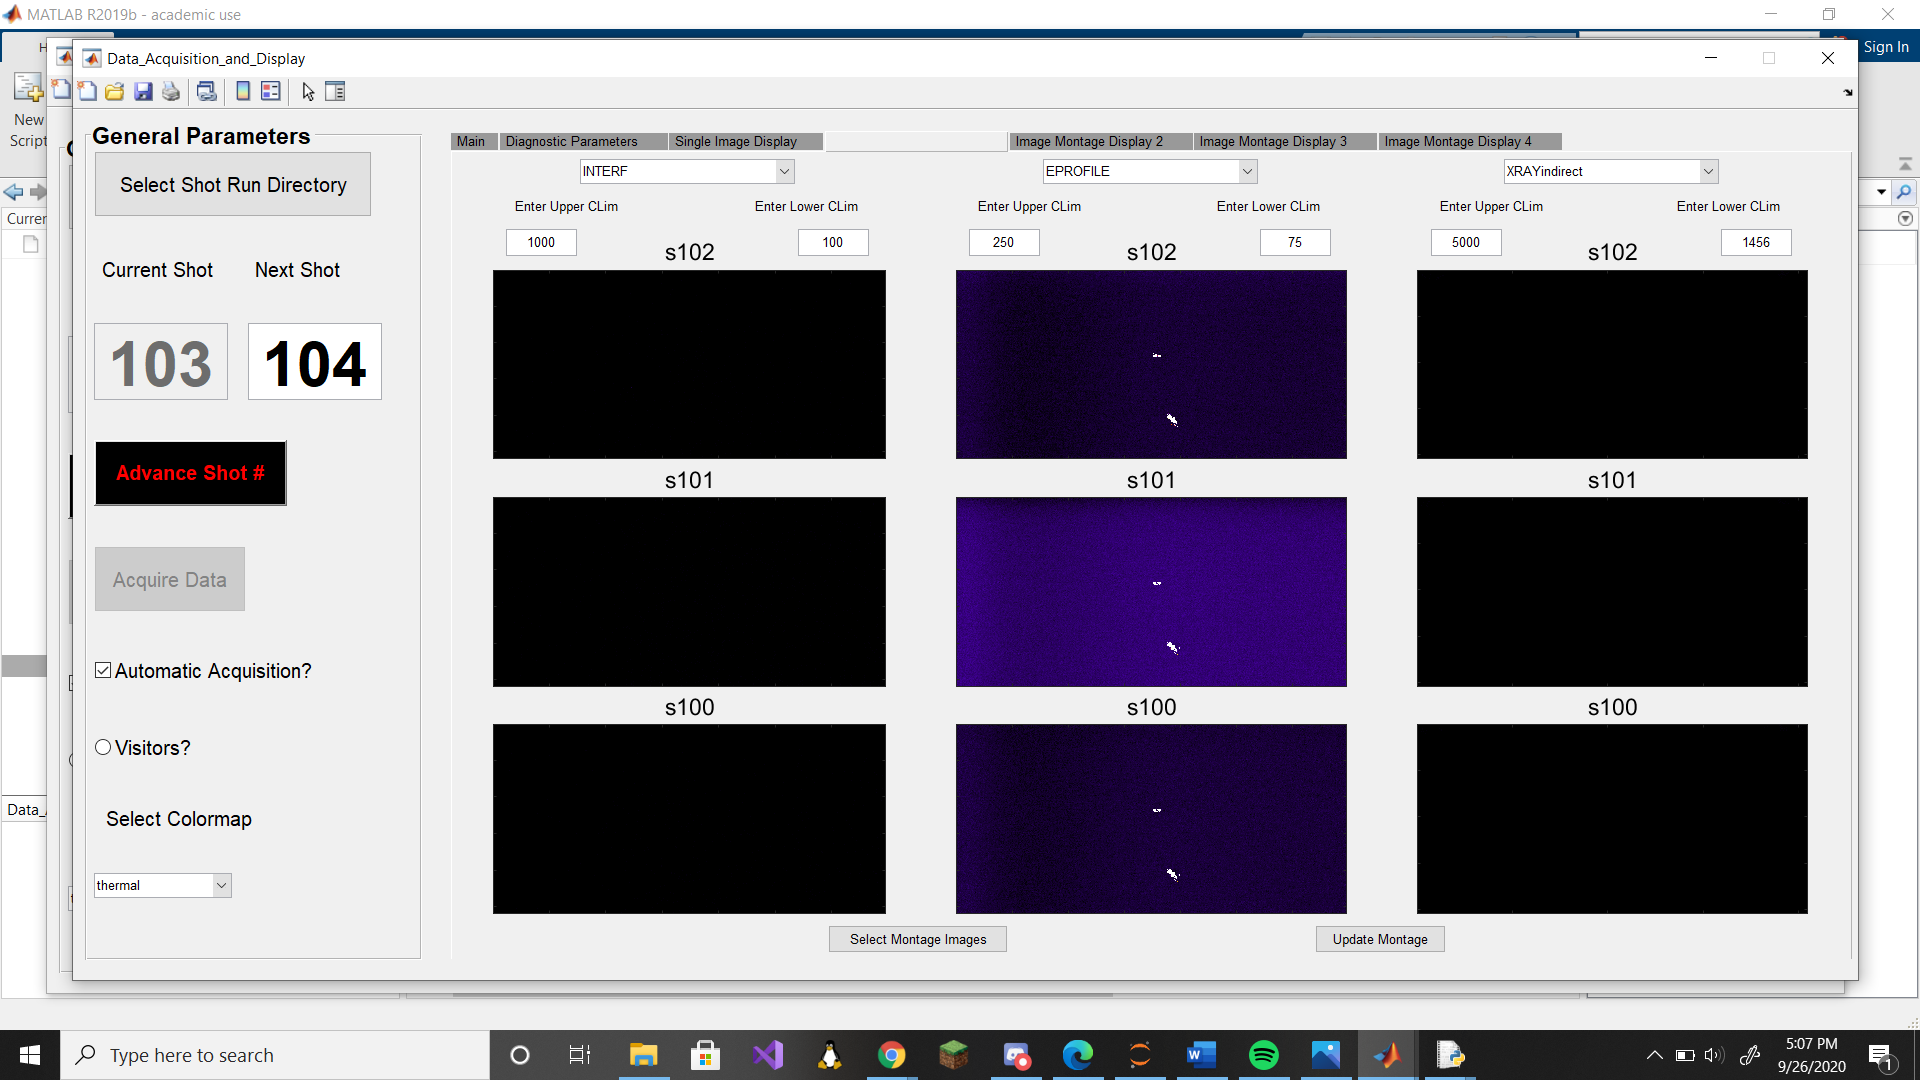 MATLAB R2019b - academic use
Sign In
Data_Acquisition_and_Display
New
Script
Curren
Data_
General Parameters
Select Shot Run Directory
Current Shot
Next Shot
103
104
Advance Shot #
Acquire Data
Automatic Acquisition?
Visitors?
Select Colormap
thermal
Main
Diagnostic Parameters
Single Image Display
Image Montage Display 2
Image Montage Display 3
Image Montage Display 4
INTERF
EPROFILE
XRAYindirect
Enter Upper CLim
Enter Lower CLim
Enter Upper CLim
Enter Lower CLim
Enter Upper CLim
Enter Lower CLim
1000
100
250
75
5000
1456
s102
s102
s102
s101
s101
s101
s100
s100
s100
Select Montage Images
Update Montage
Type here to search
5:07 PM
9/26/2020
1